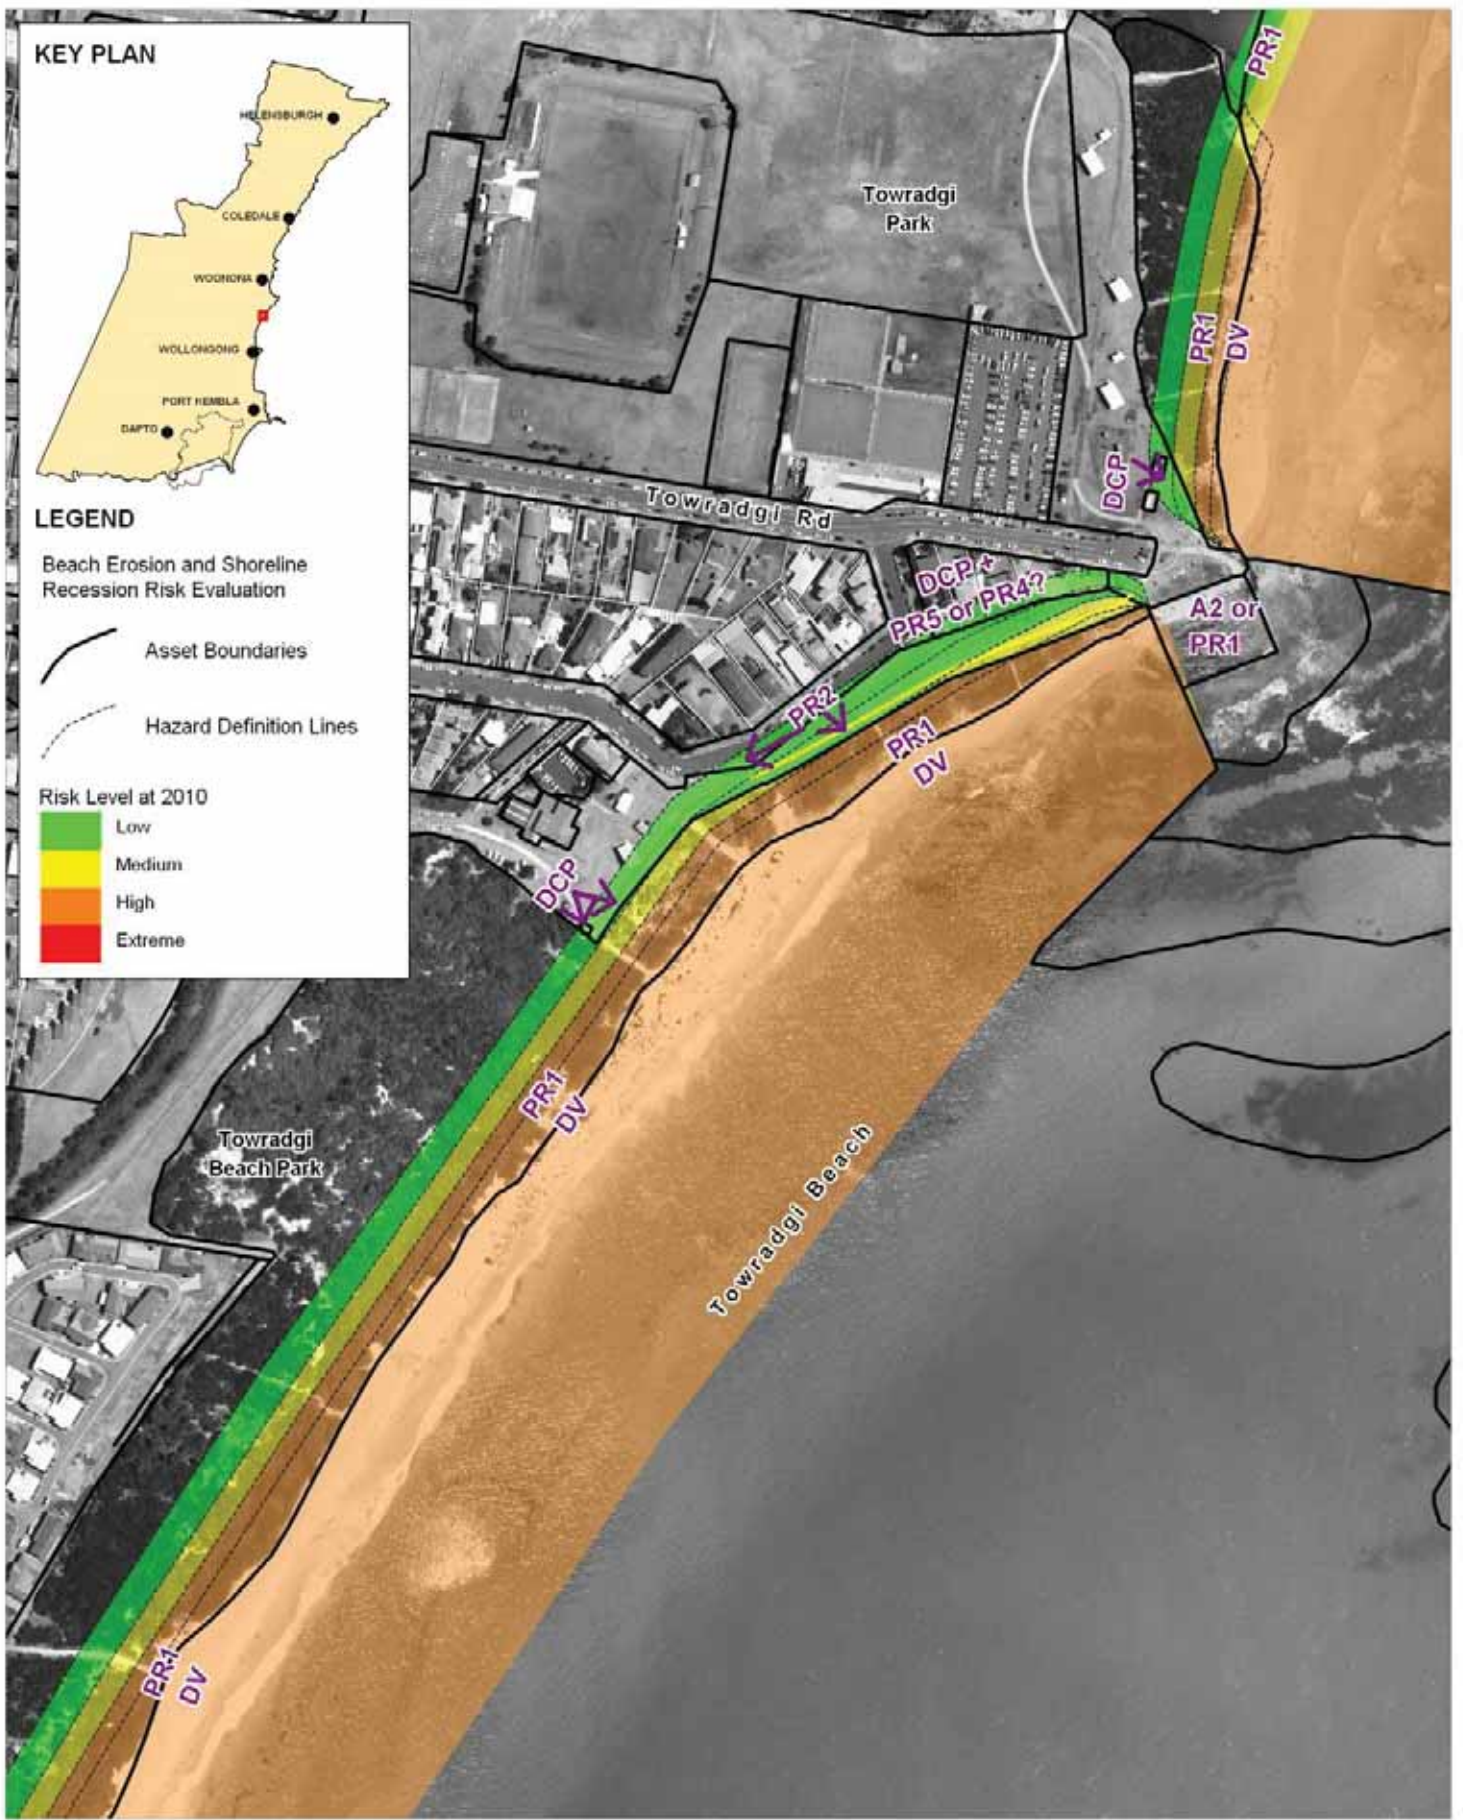 KEY PLAN
HELENSBURGH
COLEDALE
WOONONA
WOLLONGONG
PORT KEMBLA
DAPTO
LEGEND
Beach Erosion and Shoreline
Recession Risk Evaluation
Asset Boundaries
Hazard Definition Lines
Risk Level at 2010
Low
Medium
High
Extreme
PR1
Towradgi
Park
PR1
DV
DCP
Towradgi Rd
DCP +
PR5 or PR4?
A2 or
PR1
PR2
PR1
DV
DCP
PR1
DV
Towradgi
Beach Park
Towradgi Beach
PR1
DV